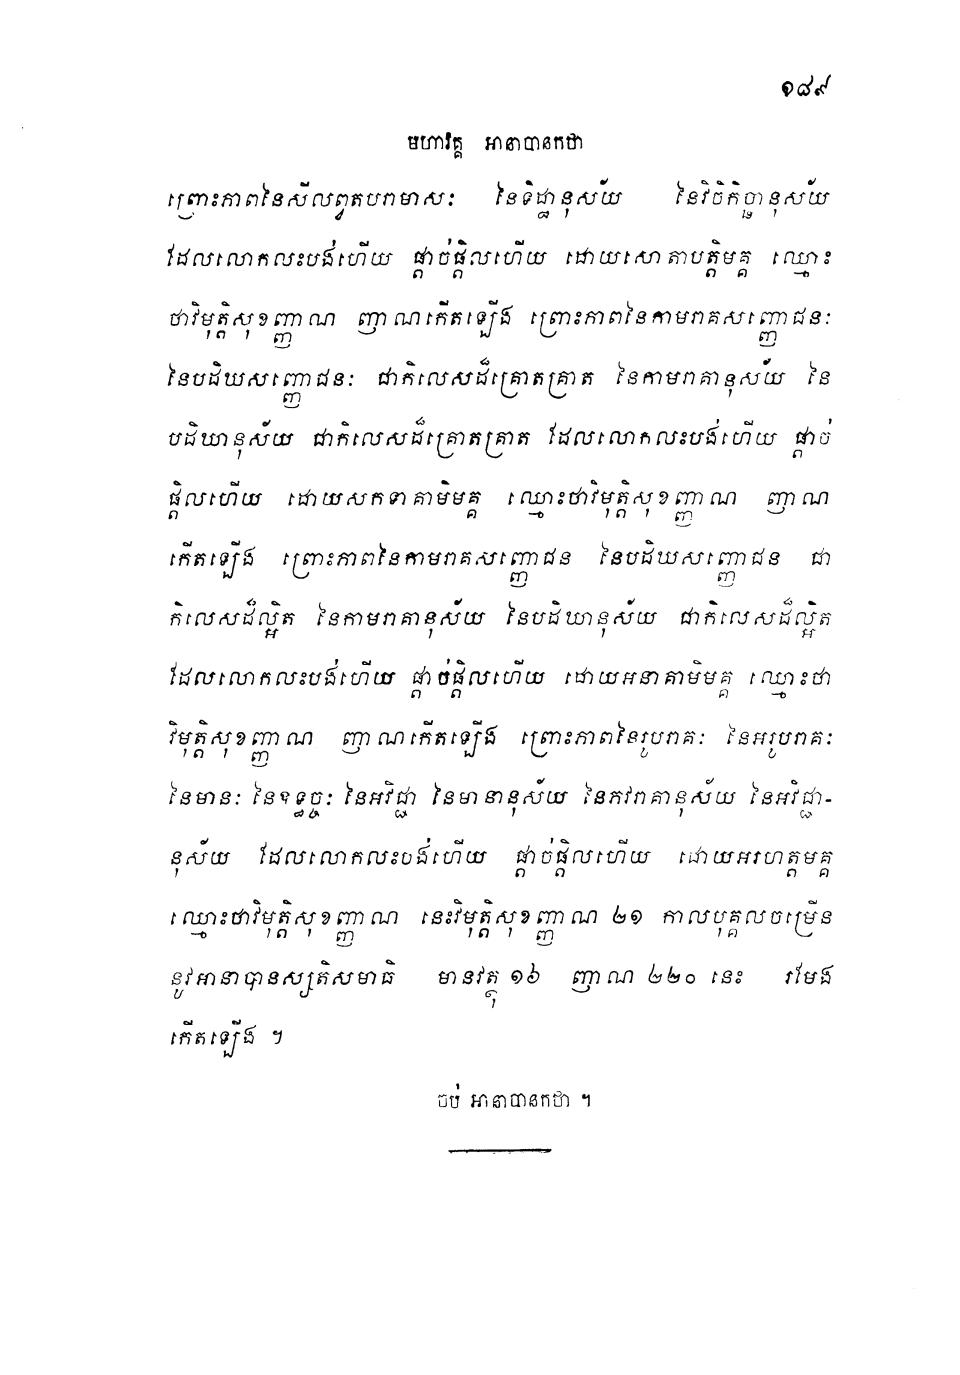 ១៨៩
មហាវគ្គ អានាបានកថា
ព្រោះភាពនៃសីលព្វតបរាមាសៈ នៃទិដ្ឋានុស័យ នៃវិចិកិច្ឆានុស័យ
ដែលលោកលះបង់ហើយ ផ្តាច់ផ្តិលហើយ ដោយសោតាបត្តិមគ្គ ឈ្មោះ
ថាវិមុត្តិសុខញ្ញាណ ញាណកើតឡើង ព្រោះភាពនៃកាមរាគសញ្ញោជនៈ
នៃបដិឃសញ្ញោជនៈ ជាកិលេសដ៏គ្រោតគ្រាត នៃកាមរាគានុស័យ នៃ
បដិឃានុស័យ ជាកិលេសដ៏គ្រោតគ្រាត ដែលលោកលះបង់ហើយ ផ្តាច់
ផ្តិលហើយ ដោយសកទាគាមិមគ្គ ឈ្មោះថាវិមុត្តិសុខញ្ញាណ ញាណ
កើតឡើង ព្រោះភាពនៃកាមរាគសញ្ញោជន នៃបដិឃសញ្ញោជន ជា
កិលេសដ៏ល្អិត នៃកាមរាគានុស័យ នៃបដិឃានុស័យ ជាកិលេសដ៏ល្អិត
ដែលលោកលះបង់ហើយ ផ្តាច់ផ្តិលហើយ ដោយអនាគាមិមគ្គ ឈ្មោះថា
វិមុត្តិសុខញ្ញាណ ញាណកើតឡើង ព្រោះភាពនៃរូបរាគៈ នៃអរូបរាគៈ
នៃមានៈ នៃឧទ្ធច្ចៈ នៃអវិជ្ជា នៃមានានុស័យ នៃភវរាគានុស័យ នៃអវិជ្ជា-
នុស័យ ដែលលោកលះបង់ហើយ ផ្តាច់ផ្តិលហើយ ដោយអរហត្តមគ្គ
ឈ្មោះថាវិមុត្តិសុខញ្ញាណ នេះវិមុត្តិសុខញ្ញាណ ២១ កាលបុគ្គលចម្រើន
នូវអានាបានស្សតិសមាធិ មានវត្ថុ ១៦ ញាណ ២២០ នេះ រមែង
កើតឡើង ។
ចប់ អានាបានកថា ។